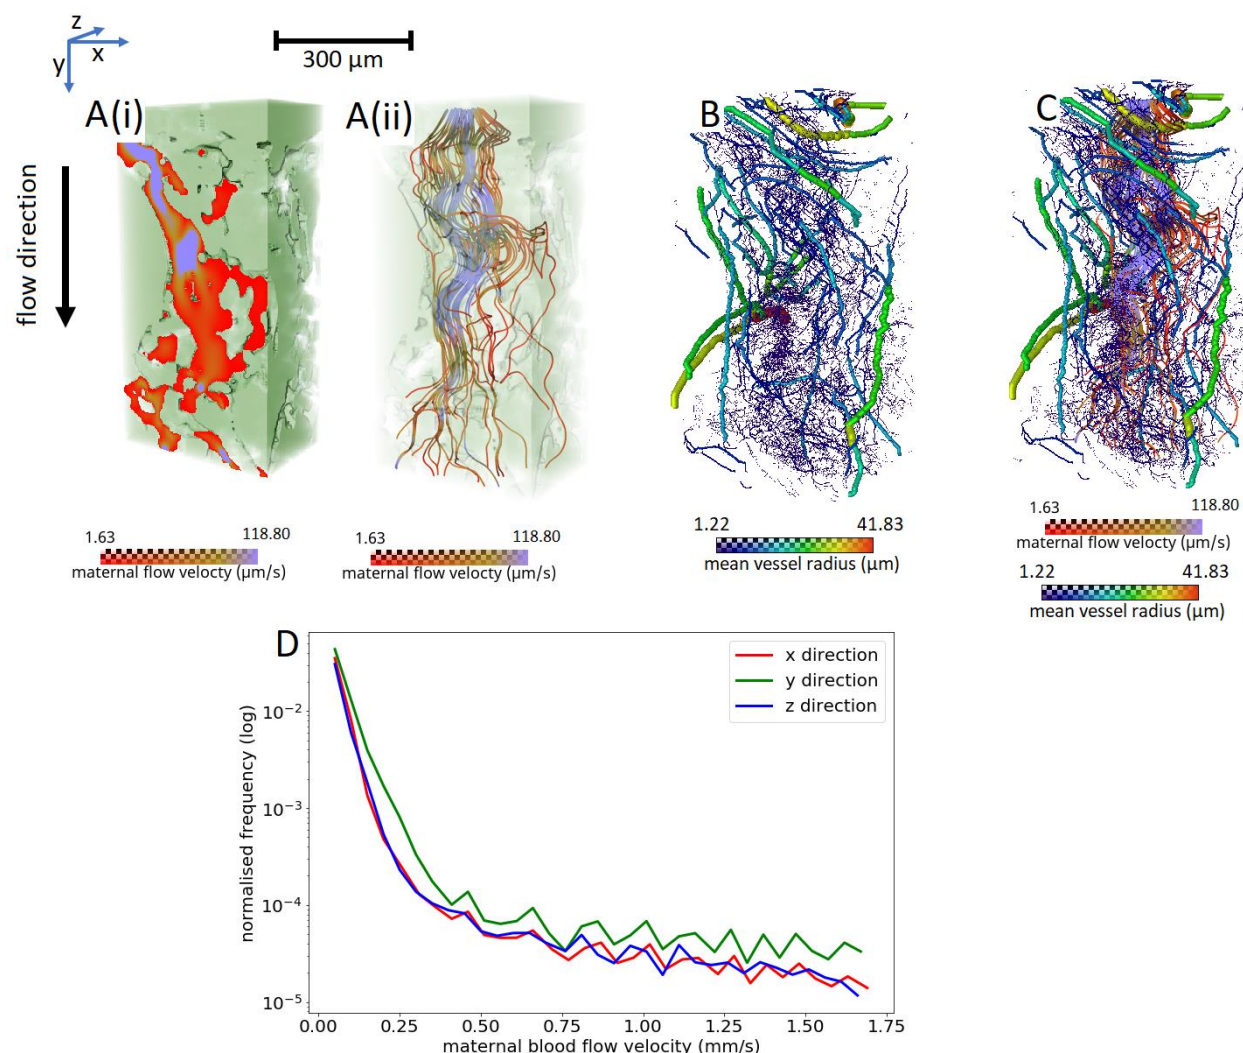 z
x
y
300 µm
A(i)
A(ii)
B
C
flow direction
1.63
118.80
maternal flow velocty (µm/s)
1.63
118.80
maternal flow velocty (µm/s)
1.22
41.83
mean vessel radius (µm)
1.63
118.80
maternal flow velocty (µm/s)
1.22
41.83
mean vessel radius (µm)
D
x direction
y direction
z direction
normalised frequency (log)
10⁻²
10⁻³
10⁻⁴
10⁻⁵
0.00 0.25 0.50 0.75 1.00 1.25 1.50 1.75
maternal blood flow velocity (mm/s)